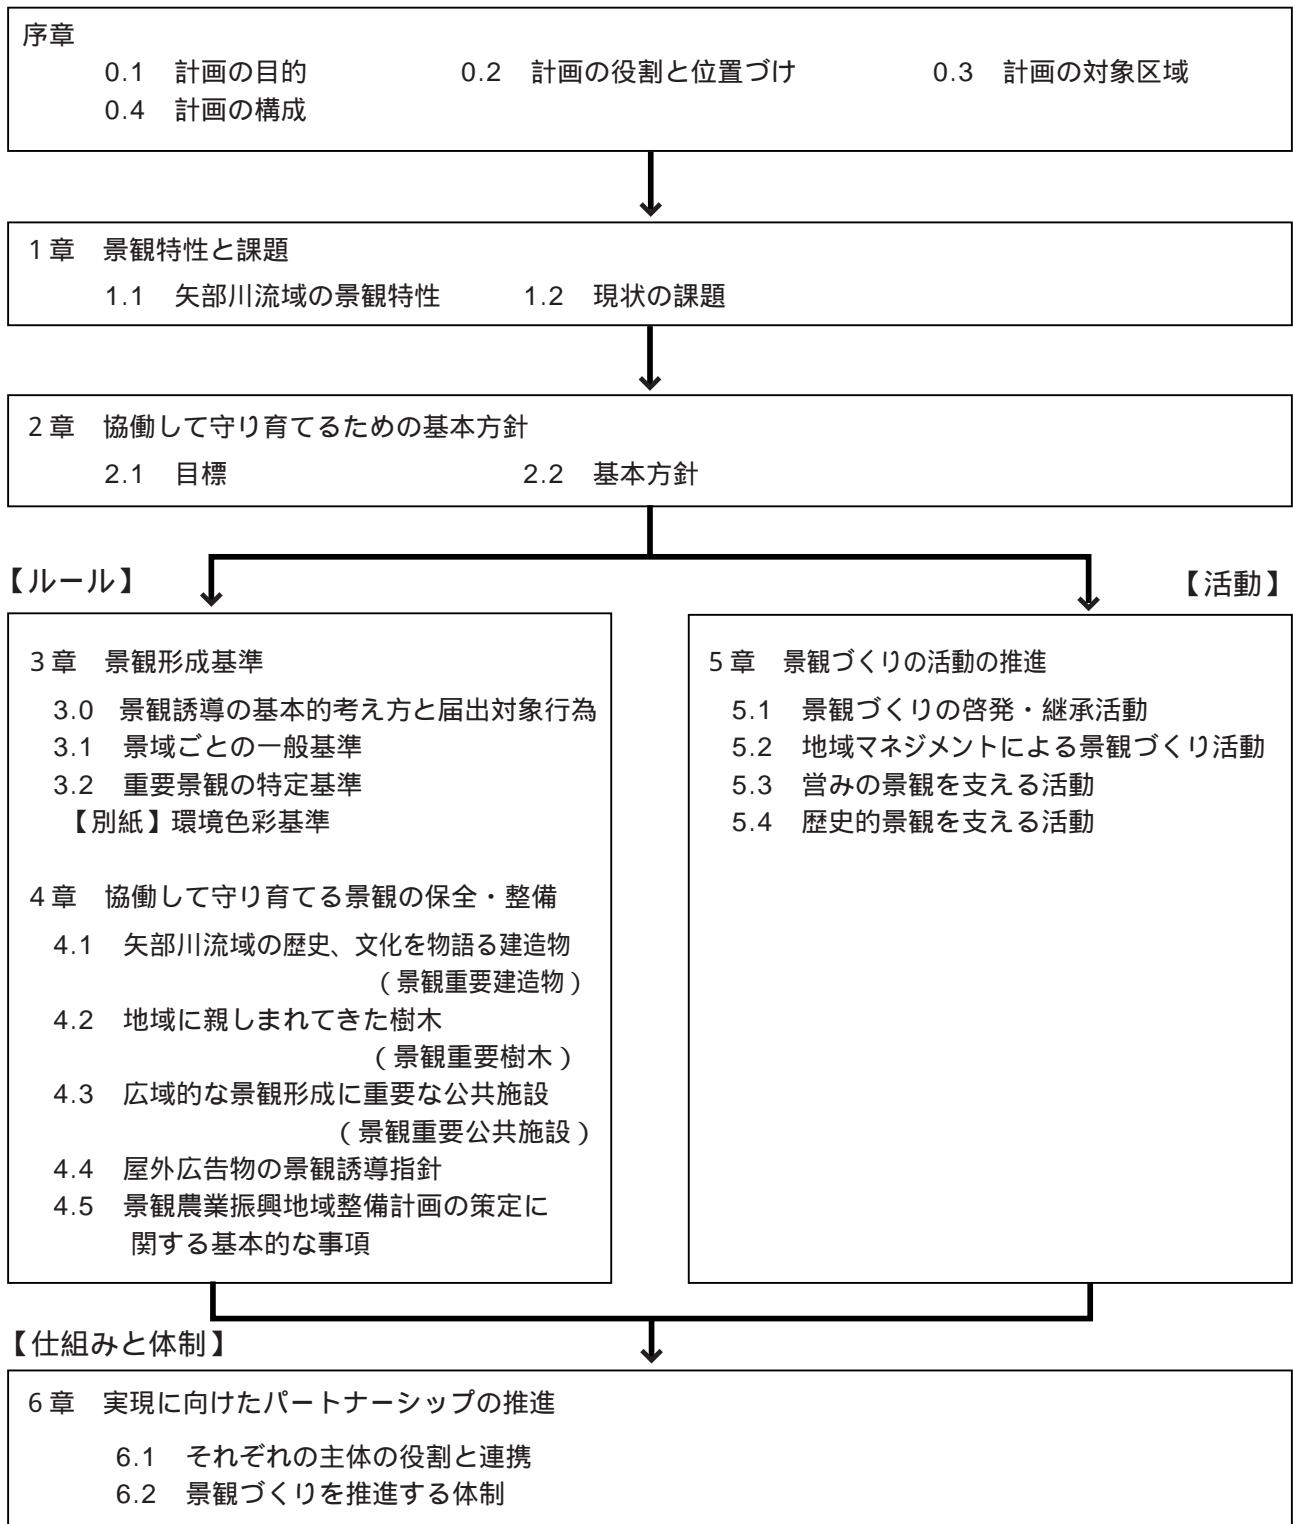 序章
0.1 計画の目的 0.2 計画の役割と位置づけ 0.3 計画の対象区域
0.4 計画の構成
1章 景観特性と課題
1.1 矢部川流域の景観特性 1.2 現状の課題
2章 協働して守り育てるための基本方針
2.1 目標 2.2 基本方針
【ルール】
3章 景観形成基準
3.0 景観誘導の基本的考え方と届出対象行為
3.1 景域ごとの一般基準
3.2 重要景観の特定基準
【別紙】環境色彩基準
4章 協働して守り育てる景観の保全・整備
4.1 矢部川流域の歴史、文化を物語る建造物
(景観重要建造物)
4.2 地域に親しまれてきた樹木
(景観重要樹木)
4.3 広域的な景観形成に重要な公共施設
(景観重要公共施設)
4.4 屋外広告物の景観誘導指針
4.5 景観農業振興地域整備計画の策定に
関する基本的な事項
【活動】
5章 景観づくりの活動の推進
5.1 景観づくりの啓発・継承活動
5.2 地域マネジメントによる景観づくり活動
5.3 営みの景観を支える活動
5.4 歴史的景観を支える活動
【仕組みと体制】
6章 実現に向けたパートナーシップの推進
6.1 それぞれの主体の役割と連携
6.2 景観づくりを推進する体制